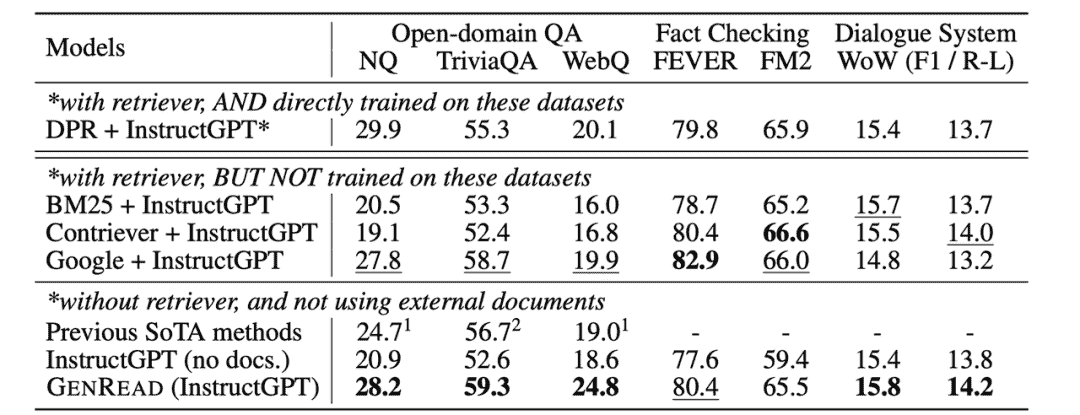 Models Open-domain QA Fact Checking Dialogue System
NQ TriviaQA WebQ FEVER FM2 WoW (F1 / R-L)
*with retriever, AND directly trained on these datasets
DPR + InstructGPT* 29.9 55.3 20.1 79.8 65.9 15.4 13.7
*with retriever, BUT NOT trained on these datasets
BM25 + InstructGPT 20.5 53.3 16.0 78.7 65.2 15.7 13.7
Contriever + InstructGPT 19.1 52.4 16.8 80.4 66.6 15.5 14.0
Google + InstructGPT 27.8 58.7 19.9 82.9 66.0 14.8 13.2
*without retriever, and not using external documents
Previous SoTA methods 24.7¹ 56.7² 19.0¹ - - - -
InstructGPT (no docs.) 20.9 52.6 18.6 77.6 59.4 15.4 13.8
GENREAD (InstructGPT) 28.2 59.3 24.8 80.4 65.5 15.8 14.2